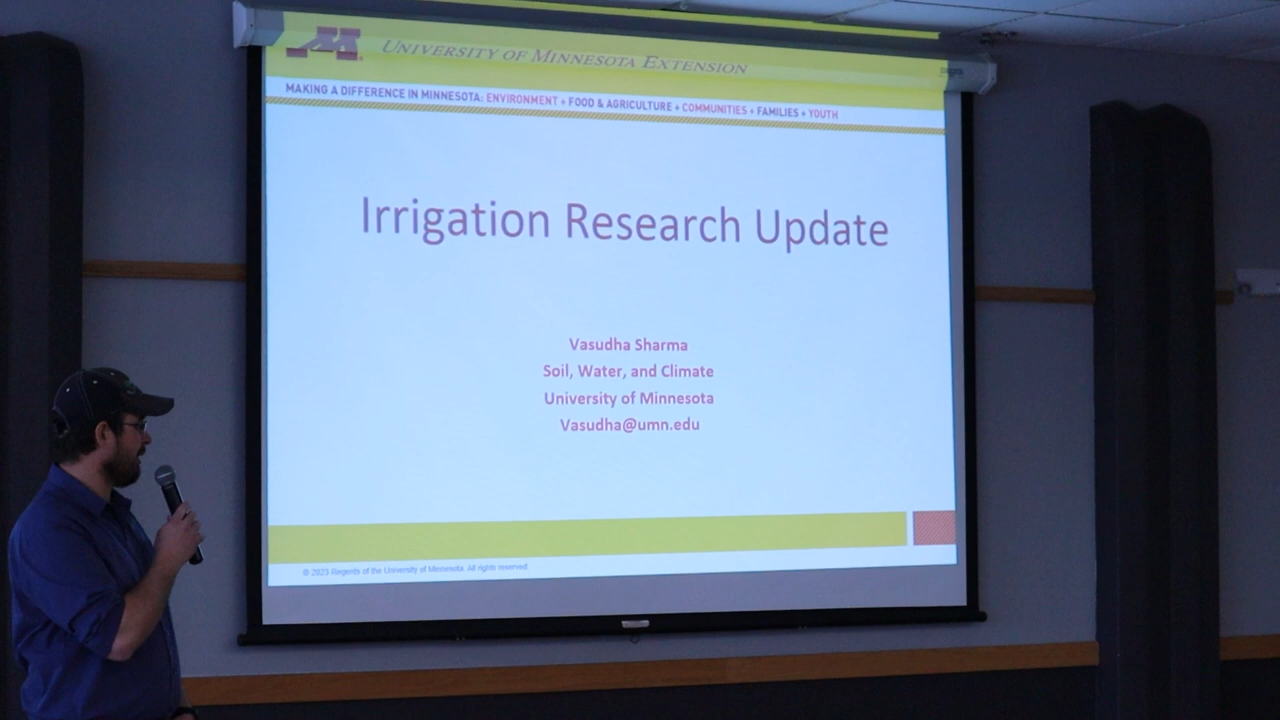 UNIVERSITY OF MINNESOTA EXTENSION
MAKING A DIFFERENCE IN MINNESOTA: ENVIRONMENT + FOOD & AGRICULTURE + COMMUNITIES + FAMILIES + YOUTH
Irrigation Research Update
Vasudha Sharma
Soil, Water, and Climate
University of Minnesota
Vasudha@umn.edu
© 2023 Regents of the University of Minnesota. All rights reserved.